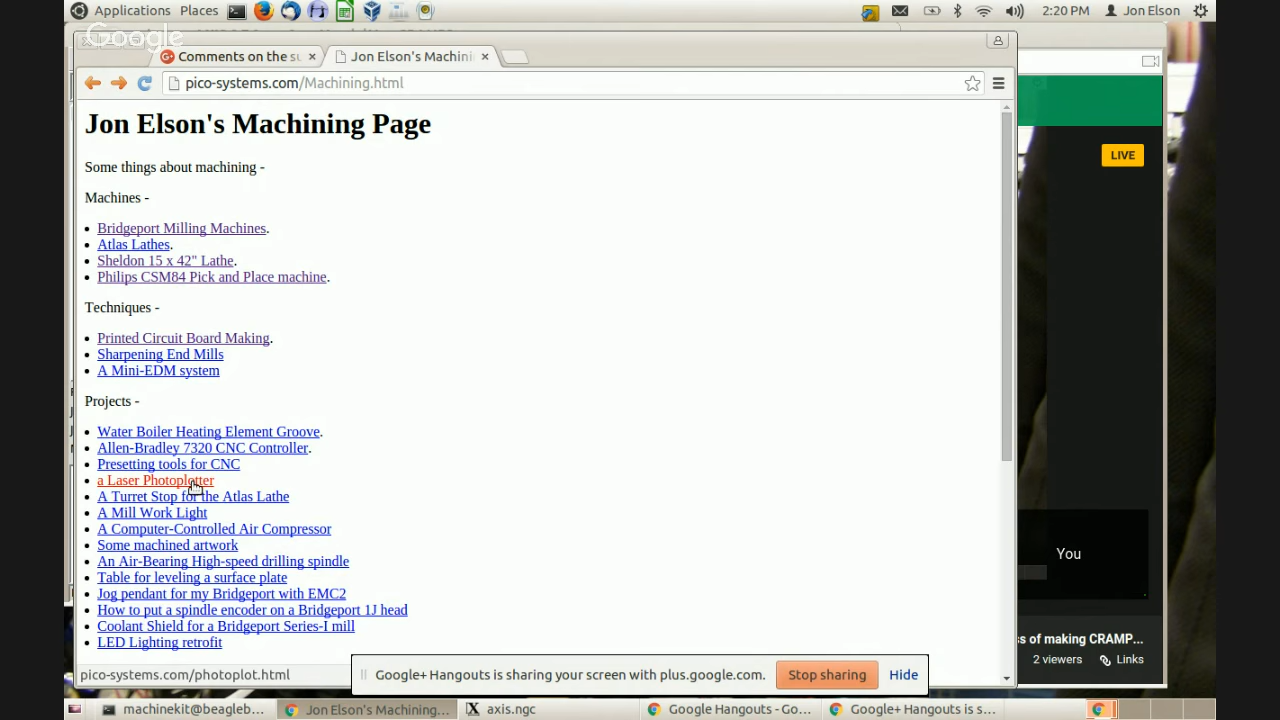 Applications Places
2:20 PM Jon Elson
Google
Comments on the su
Jon Elson's Machinin
pico-systems.com/Machining.html
Jon Elson's Machining Page
LIVE
Some things about machining -
Machines -
Bridgeport Milling Machines.
Atlas Lathes.
Sheldon 15 x 42" Lathe.
Philips CSM84 Pick and Place machine.
Techniques -
Printed Circuit Board Making.
Sharpening End Mills
A Mini-EDM system
Projects -
Water Boiler Heating Element Groove.
Allen-Bradley 7320 CNC Controller.
Presetting tools for CNC
a Laser Photoplotter
A Turret Stop for the Atlas Lathe
A Mill Work Light
A Computer-Controlled Air Compressor
Some machined artwork
An Air-Bearing High-speed drilling spindle
Table for leveling a surface plate
Jog pendant for my Bridgeport with EMC2
How to put a spindle encoder on a Bridgeport 1J head
Coolant Shield for a Bridgeport Series-I mill
LED Lighting retrofit
You
ss of making CRAMP...
2 viewers Links
pico-systems.com/photoplot.html
Google+ Hangouts is sharing your screen with plus.google.com.
Stop sharing
Hide
machinekit@beagleb...
Jon Elson's Machining...
axis.ngc
Google Hangouts - Go...
Google+ Hangouts is s...